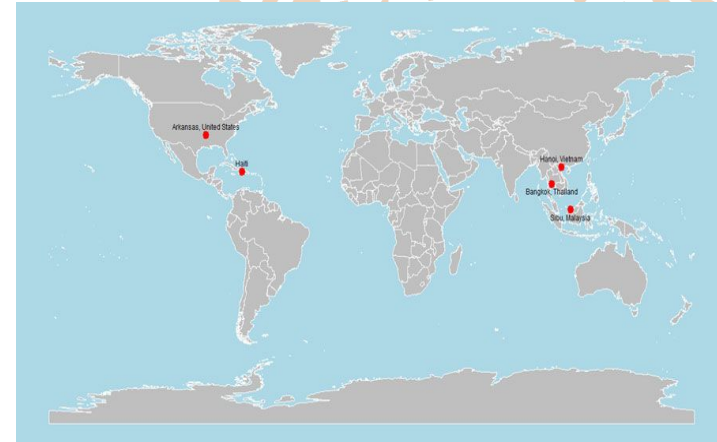 Arkansas, United States
Haiti
Hanoi, Vietnam
Bangkok, Thailand
Sibu, Malaysia